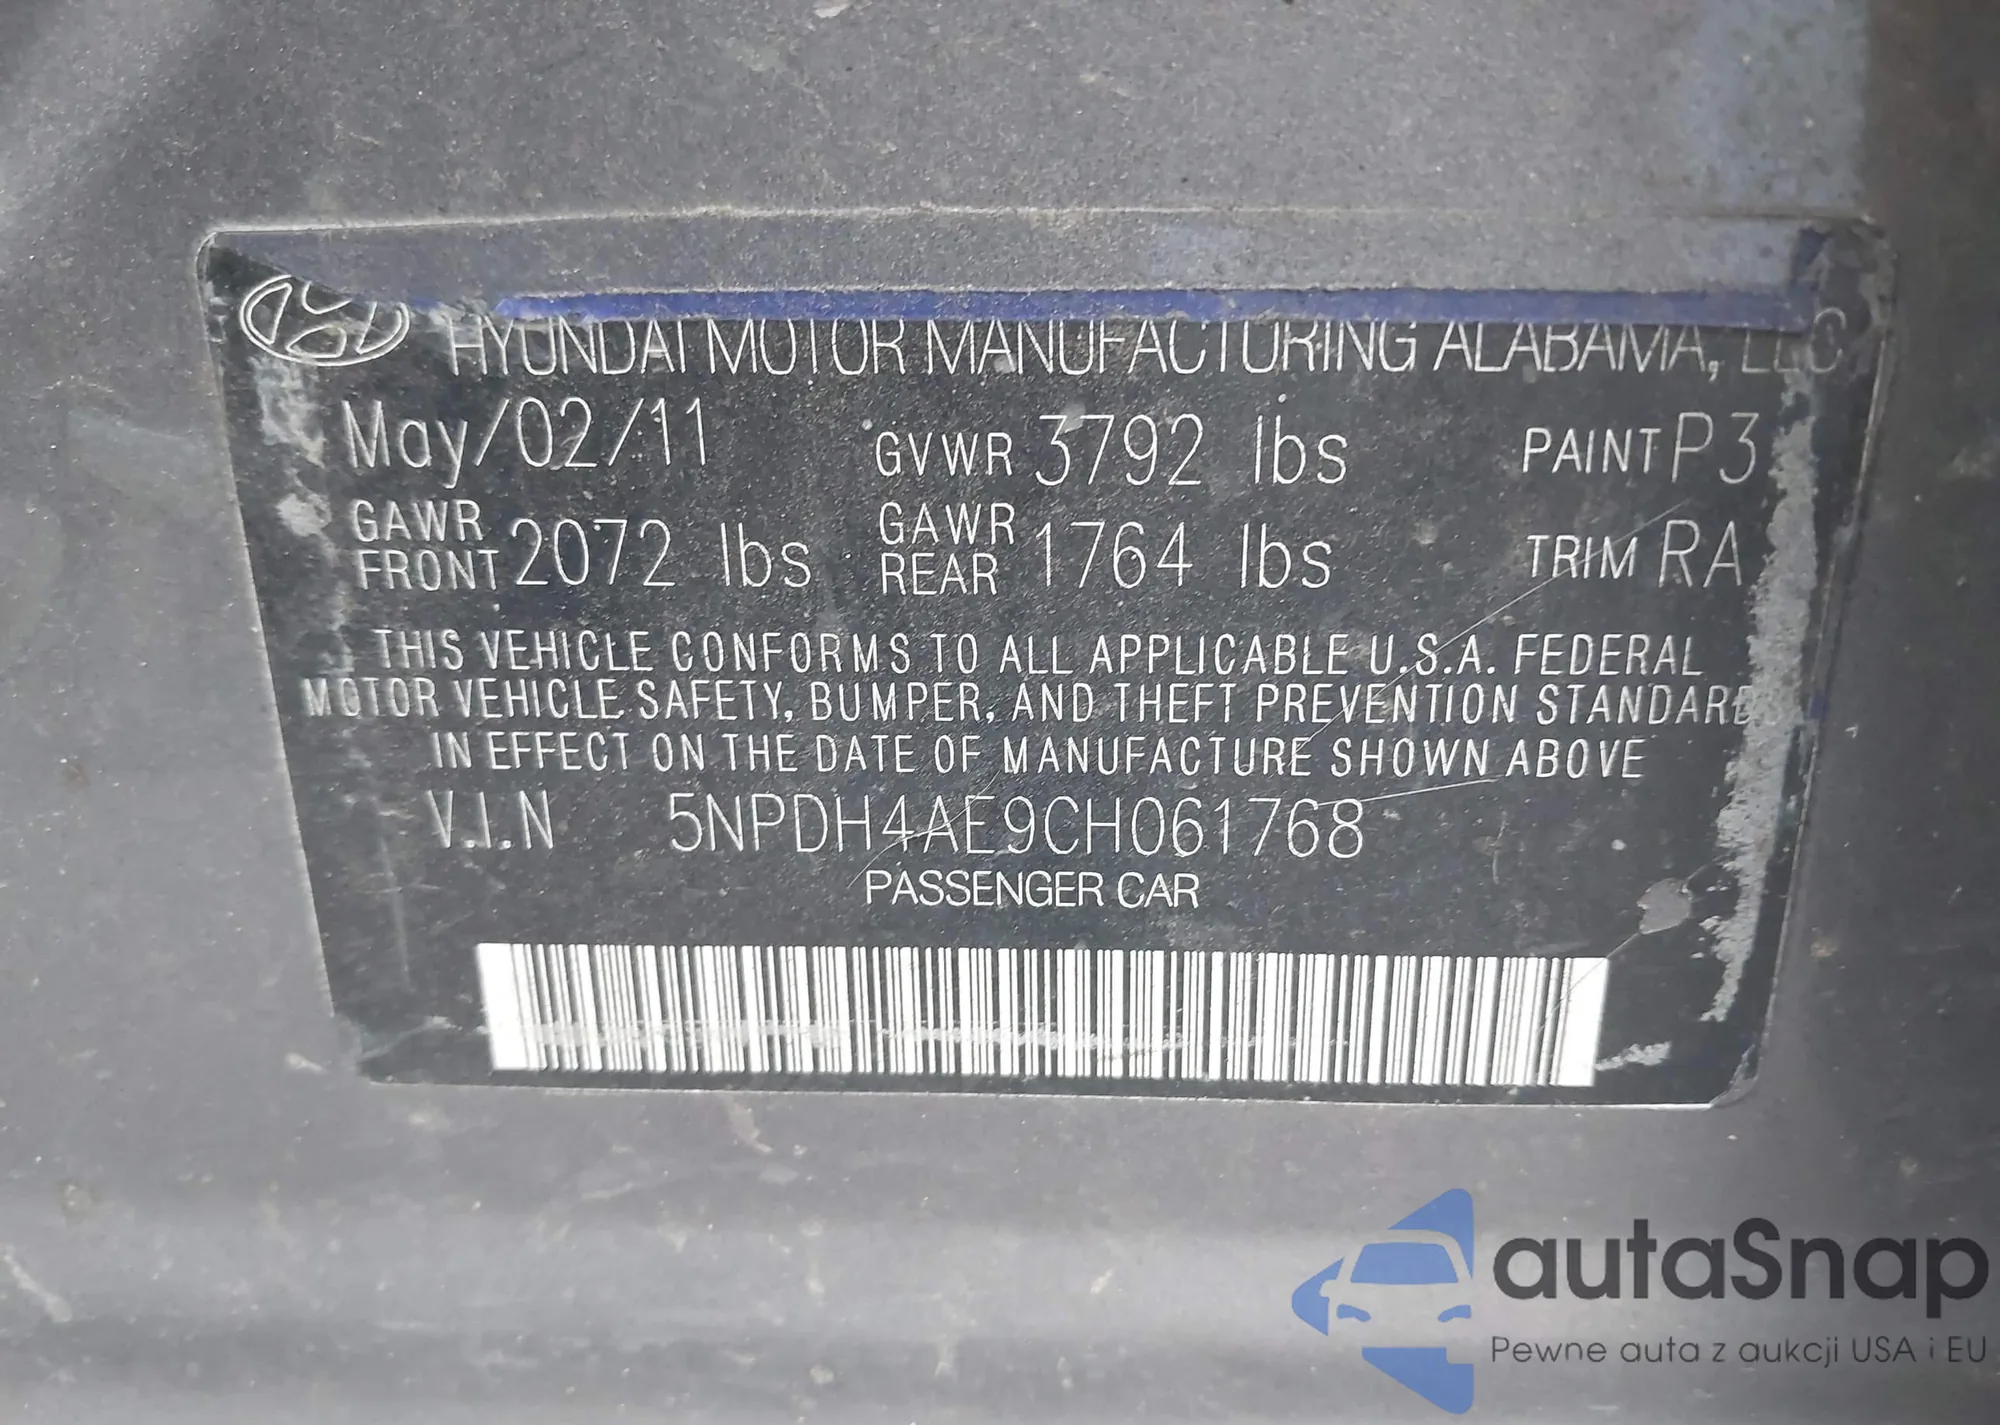 HYUNDAI MOTOR MANUFACTURING ALABAMA, LLC
May/02/11 GVWR 3792 lbs PAINT P3
GAWR FRONT 2072 lbs GAWR REAR 1764 lbs TRIM RA
THIS VEHICLE CONFORMS TO ALL APPLICABLE U.S.A. FEDERAL
MOTOR VEHICLE SAFETY, BUMPER, AND THEFT PREVENTION STANDARDS
IN EFFECT ON THE DATE OF MANUFACTURE SHOWN ABOVE
V.I.N 5NPDH4AE9CH061768
PASSENGER CAR
autaSnap
Pewne auta z aukcji USA i EU